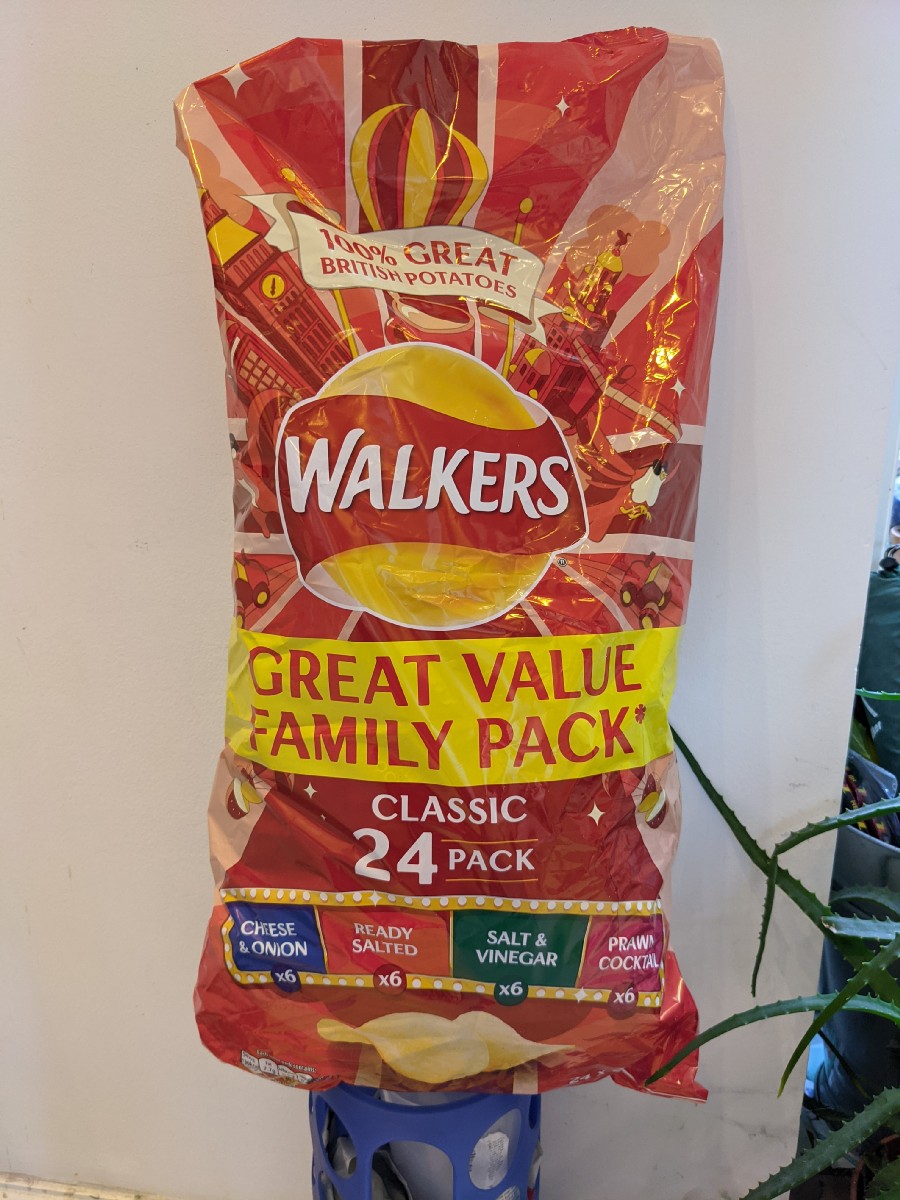 100% GREAT
BRITISH POTATOES
WALKERS
®
GREAT VALUE
FAMILY PACK*
CLASSIC
24 PACK
CHEESE
& ONION
x6
READY
SALTED
x6
SALT &
VINEGAR
x6
PRAWN
COCKTAIL
x6